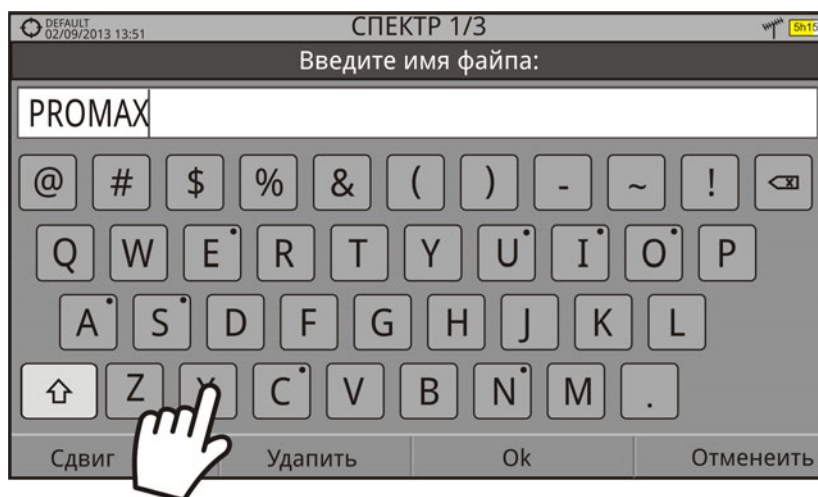 DEFAULT
02/09/2013 13:51
СПЕКТР 1/3
5h15
Введите имя файпа:
PROMAX
@ # $ % & ( ) - ~ !
Q W E R T Y U I O P
A S D F G H J K L
Z X C V B N M .
Сдвиг Удапить Ok Отменеить